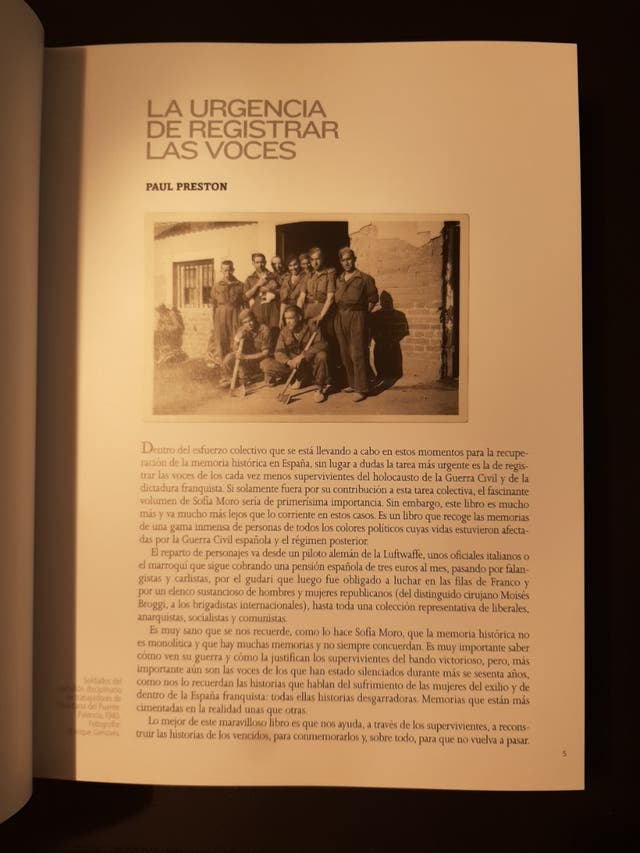 LA URGENCIA
DE REGISTRAR
LAS VOCES
PAUL PRESTON
Dentro del esfuerzo colectivo que se está llevando a cabo en estos momentos para la recupe-
ración de la memoria histórica en España, sin lugar a dudas la tarea más urgente es la de regis-
trar las voces de los cada vez menos supervivientes del holocausto de la Guerra Civil y de la
dictadura franquista. Si solamente fuera por su contribución a esta tarea colectiva, el fascinante
volumen de Sofía Moro sería de primerísima importancia. Sin embargo, este libro es mucho
más y va mucho más lejos que lo corriente en estos casos. Es un libro que recoge las memorias
de una gama inmensa de personas de todos los colores políticos cuyas vidas estuvieron afecta-
das por la Guerra Civil española y el régimen posterior.
El reparto de personajes va desde un piloto alemán de la Luftwaffe, unos oficiales italianos o
el marroquí que sigue cobrando una pensión española de tres euros al mes, pasando por falan-
gistas y carlistas, por el gudari que luego fue obligado a luchar en las filas de Franco y
por un elenco sustancioso de hombres y mujeres republicanos (del distinguido cirujano Moisès
Broggi, a los brigadistas internacionales), hasta toda una colección representativa de liberales,
anarquistas, socialistas y comunistas.
Es muy sano que se nos recuerde, como lo hace Sofía Moro, que la memoria histórica no
es monolítica y que hay muchas memorias y no siempre concuerdan. Es muy importante saber
cómo ven su guerra y cómo la justifican los supervivientes del bando victorioso, pero, más
importante aún son las voces de los que han estado silenciados durante más se sesenta años,
como nos lo recuerdan las historias que hablan del sufrimiento de las mujeres del exilio y de
dentro de la España franquista: todas ellas historias desgarradoras. Memorias que están más
cimentadas en la realidad unas que otras.
Lo mejor de este maravilloso libro es que nos ayuda, a través de los supervivientes, a recons-
truir las historias de los vencidos, para conmemorarlos y, sobre todo, para que no vuelva a pasar.
Soldados del
disciplinario
de trabajadores de
del Puente.
Palencia, 1940.
Fotografía:
5